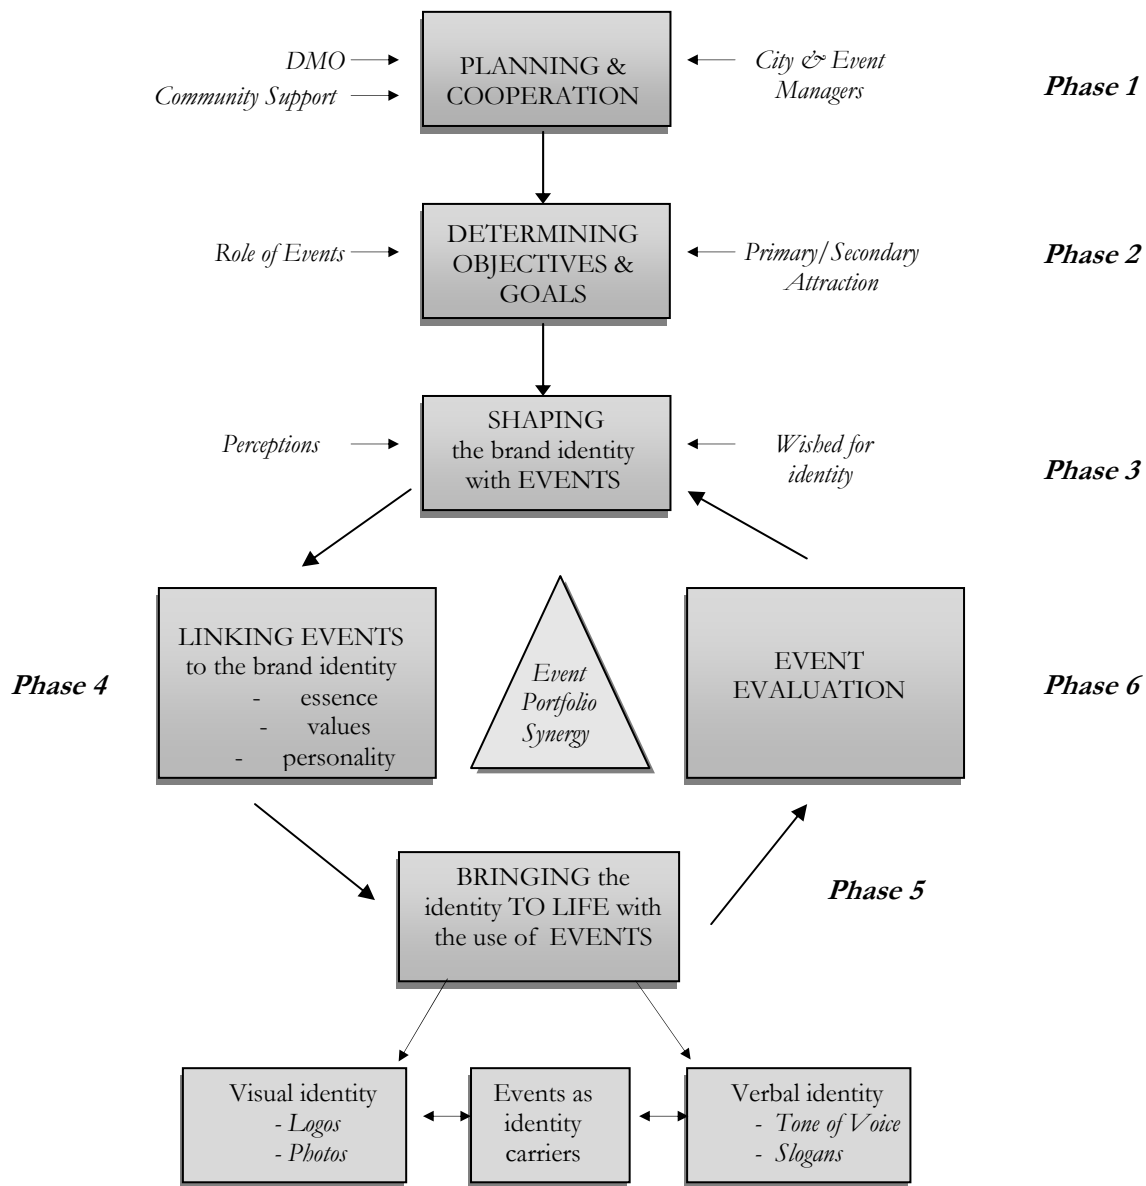 DMO
Community Support
PLANNING &
COOPERATION
City & Event
Managers
Phase 1
Role of Events
DETERMINING
OBJECTIVES &
GOALS
Primary/Secondary
Attraction
Phase 2
Perceptions
SHAPING
the brand identity
with EVENTS
Wished for
identity
Phase 3
Phase 4
LINKING EVENTS
to the brand identity
- essence
- values
- personality
Event
Portfolio
Synergy
EVENT
EVALUATION
Phase 6
BRINGING the
identity TO LIFE with
the use of EVENTS
Phase 5
Visual identity
- Logos
- Photos
Events as
identity
carriers
Verbal identity
- Tone of Voice
- Slogans